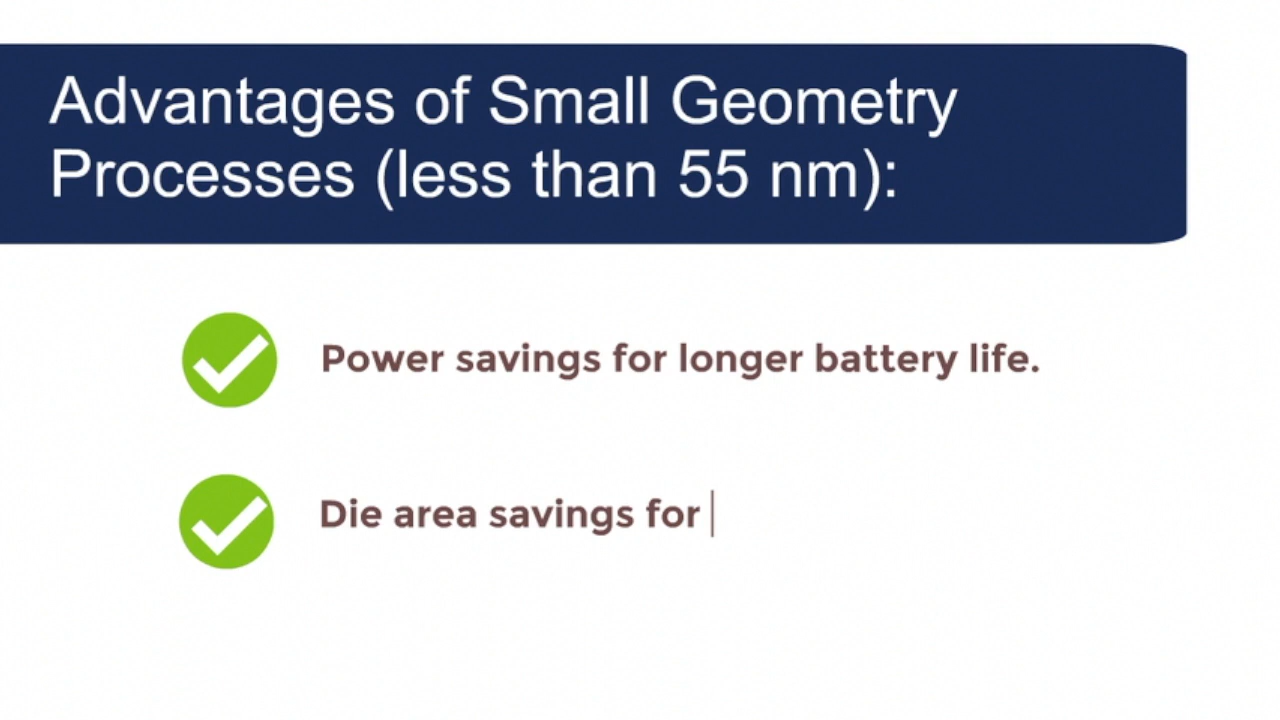 Advantages of Small Geometry
Processes (less than 55 nm):
Power savings for longer battery life.
Die area savings for